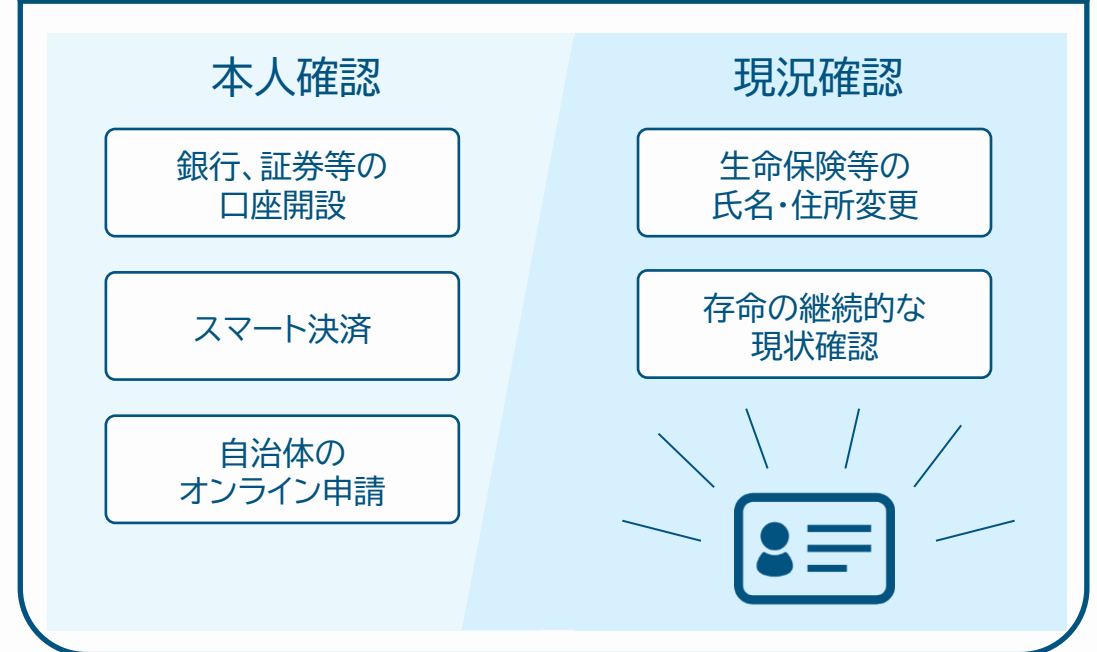 本人確認
銀行、証券等の
口座開設
スマート決済
自治体の
オンライン申請
現況確認
生命保険等の
氏名・住所変更
存命の継続的な
現状確認